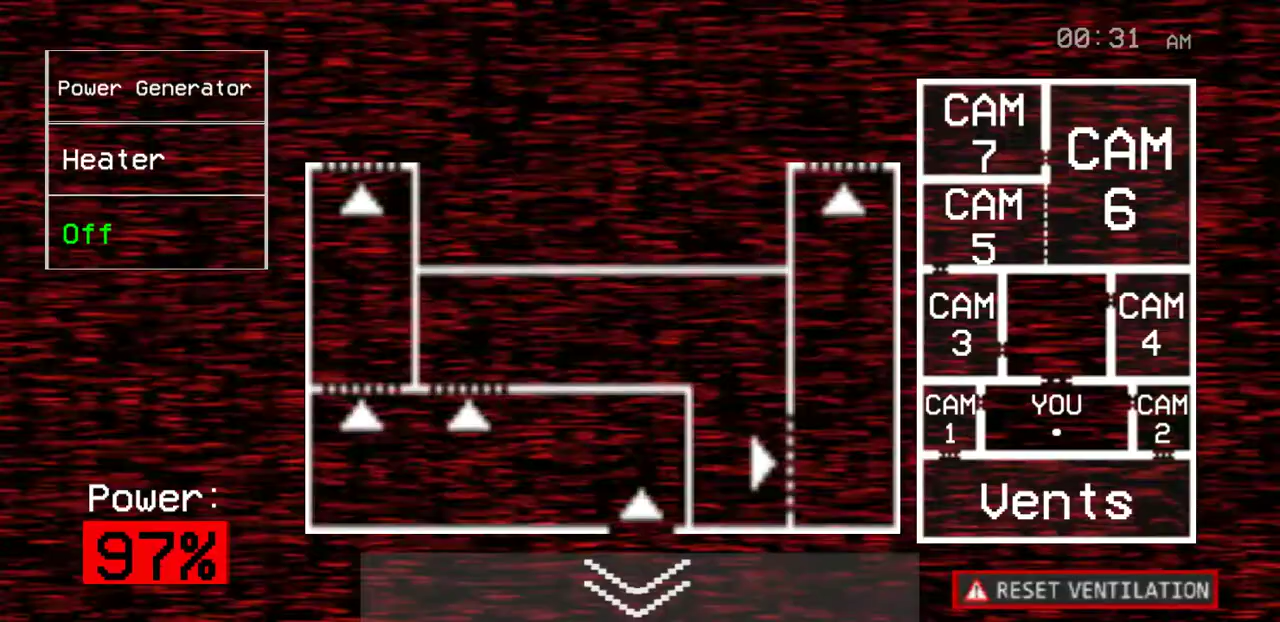 00:31 AM
Power Generator
Heater
Off
CAM
7
CAM
6
CAM
5
CAM
3
CAM
4
CAM
1
YOU
CAM
2
Vents
Power:
97%
RESET VENTILATION